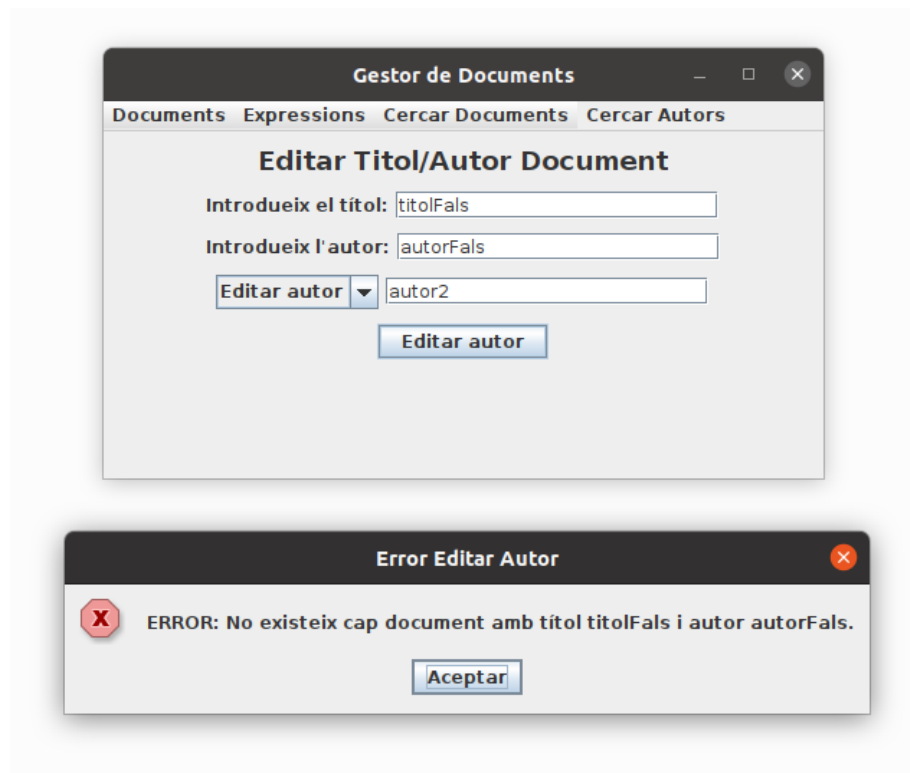 Gestor de Documents
Documents Expressions Cercar Documents Cercar Autors
Editar Titol/Autor Document
Introdueix el títol: titolFals
Introdueix l'autor: autorFals
Editar autor autor2
Editar autor
Error Editar Autor
ERROR: No existeix cap document amb títol titolFals i autor autorFals.
Aceptar